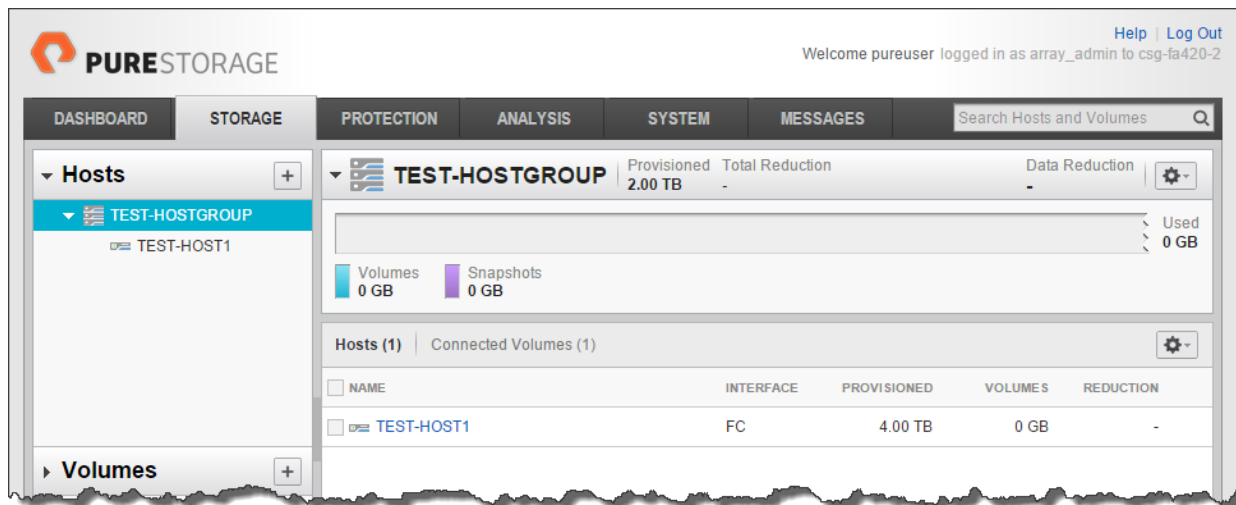 Help | Log Out
PURESTORAGE
Welcome pureuser logged in as array_admin to csg-fa420-2
DASHBOARD STORAGE PROTECTION ANALYSIS SYSTEM MESSAGES Search Hosts and Volumes
Hosts +
TEST-HOSTGROUP
TEST-HOST1
Volumes +
TEST-HOSTGROUP
Provisioned Total Reduction Data Reduction
2.00 TB - -
Used
0 GB
Volumes Snapshots
0 GB 0 GB
Hosts (1) Connected Volumes (1)
NAME INTERFACE PROVISIONED VOLUMES REDUCTION
TEST-HOST1 FC 4.00 TB 0 GB -